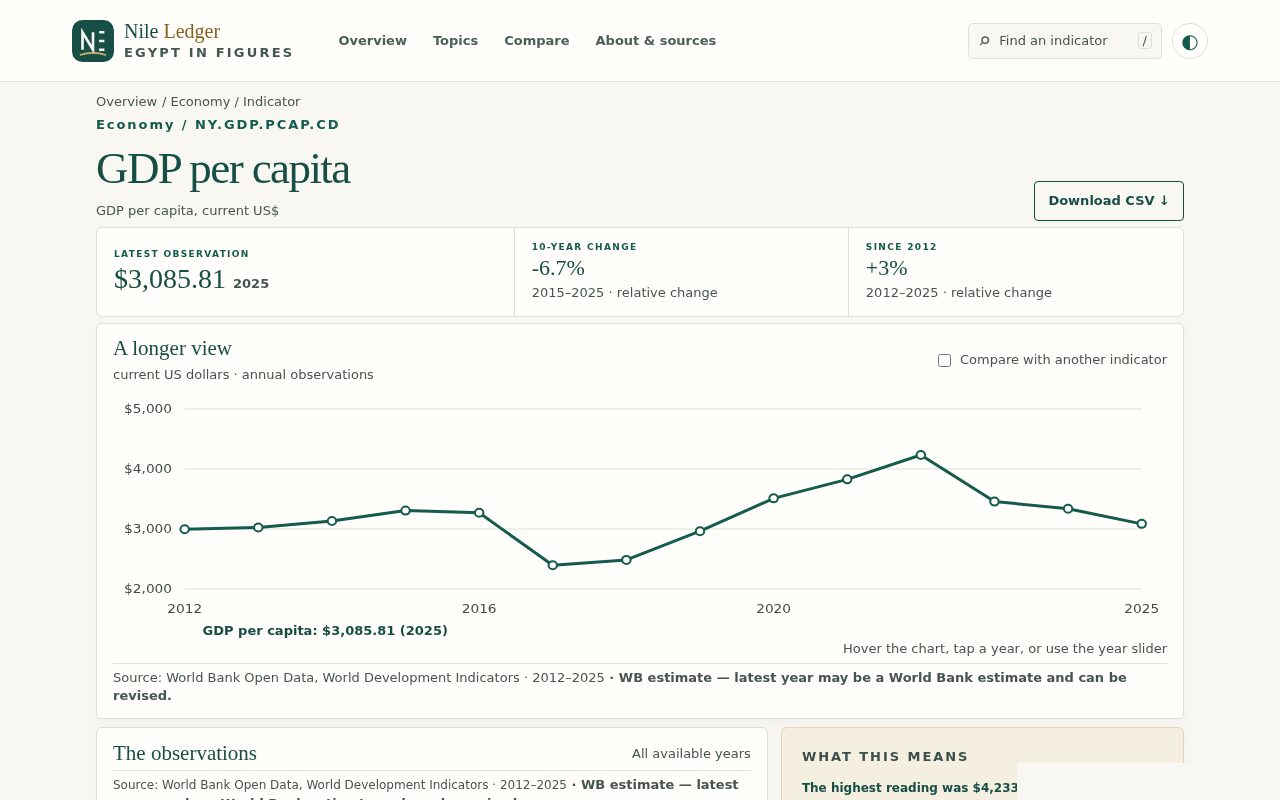 Nile Ledger
EGYPT IN FIGURES
Overview
Topics
Compare
About & sources
Find an indicator
/
Overview / Economy / Indicator
Economy / NY.GDP.PCAP.CD
GDP per capita
GDP per capita, current US$
Download CSV ↓
LATEST OBSERVATION
$3,085.81 2025
10-YEAR CHANGE
-6.7%
2015–2025 · relative change
SINCE 2012
+3%
2012–2025 · relative change
A longer view
current US dollars · annual observations
Compare with another indicator
$5,000
$4,000
$3,000
$2,000
2012
2016
2020
2025
GDP per capita: $3,085.81 (2025)
Hover the chart, tap a year, or use the year slider
Source: World Bank Open Data, World Development Indicators · 2012–2025 · WB estimate — latest year may be a World Bank estimate and can be
revised.
The observations
All available years
Source: World Bank Open Data, World Development Indicators · 2012–2025 · WB estimate — latest
WHAT THIS MEANS
The highest reading was $4,233